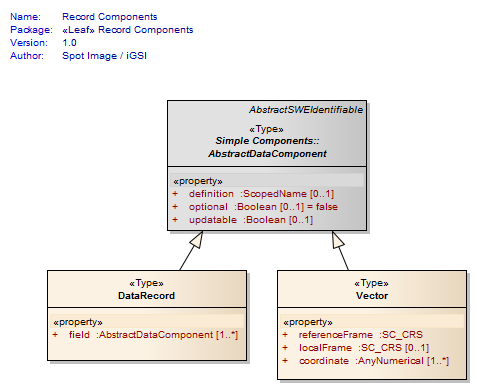 Name: Record Components
Package: «Leaf» Record Components
Version: 1.0
Author: Spot Image / iGSI
AbstractSWEIdentifiable
«Type»
Simple Components::
AbstractDataComponent
«property»
+ definition :ScopedName [0..1]
+ optional :Boolean [0..1] = false
+ updatable :Boolean [0..1]
«Type»
DataRecord
«property»
+ field :AbstractDataComponent [1..*]
«Type»
Vector
«property»
+ referenceFrame :SC_CRS
+ localFrame :SC_CRS [0..1]
+ coordinate :AnyNumerical [1..*]